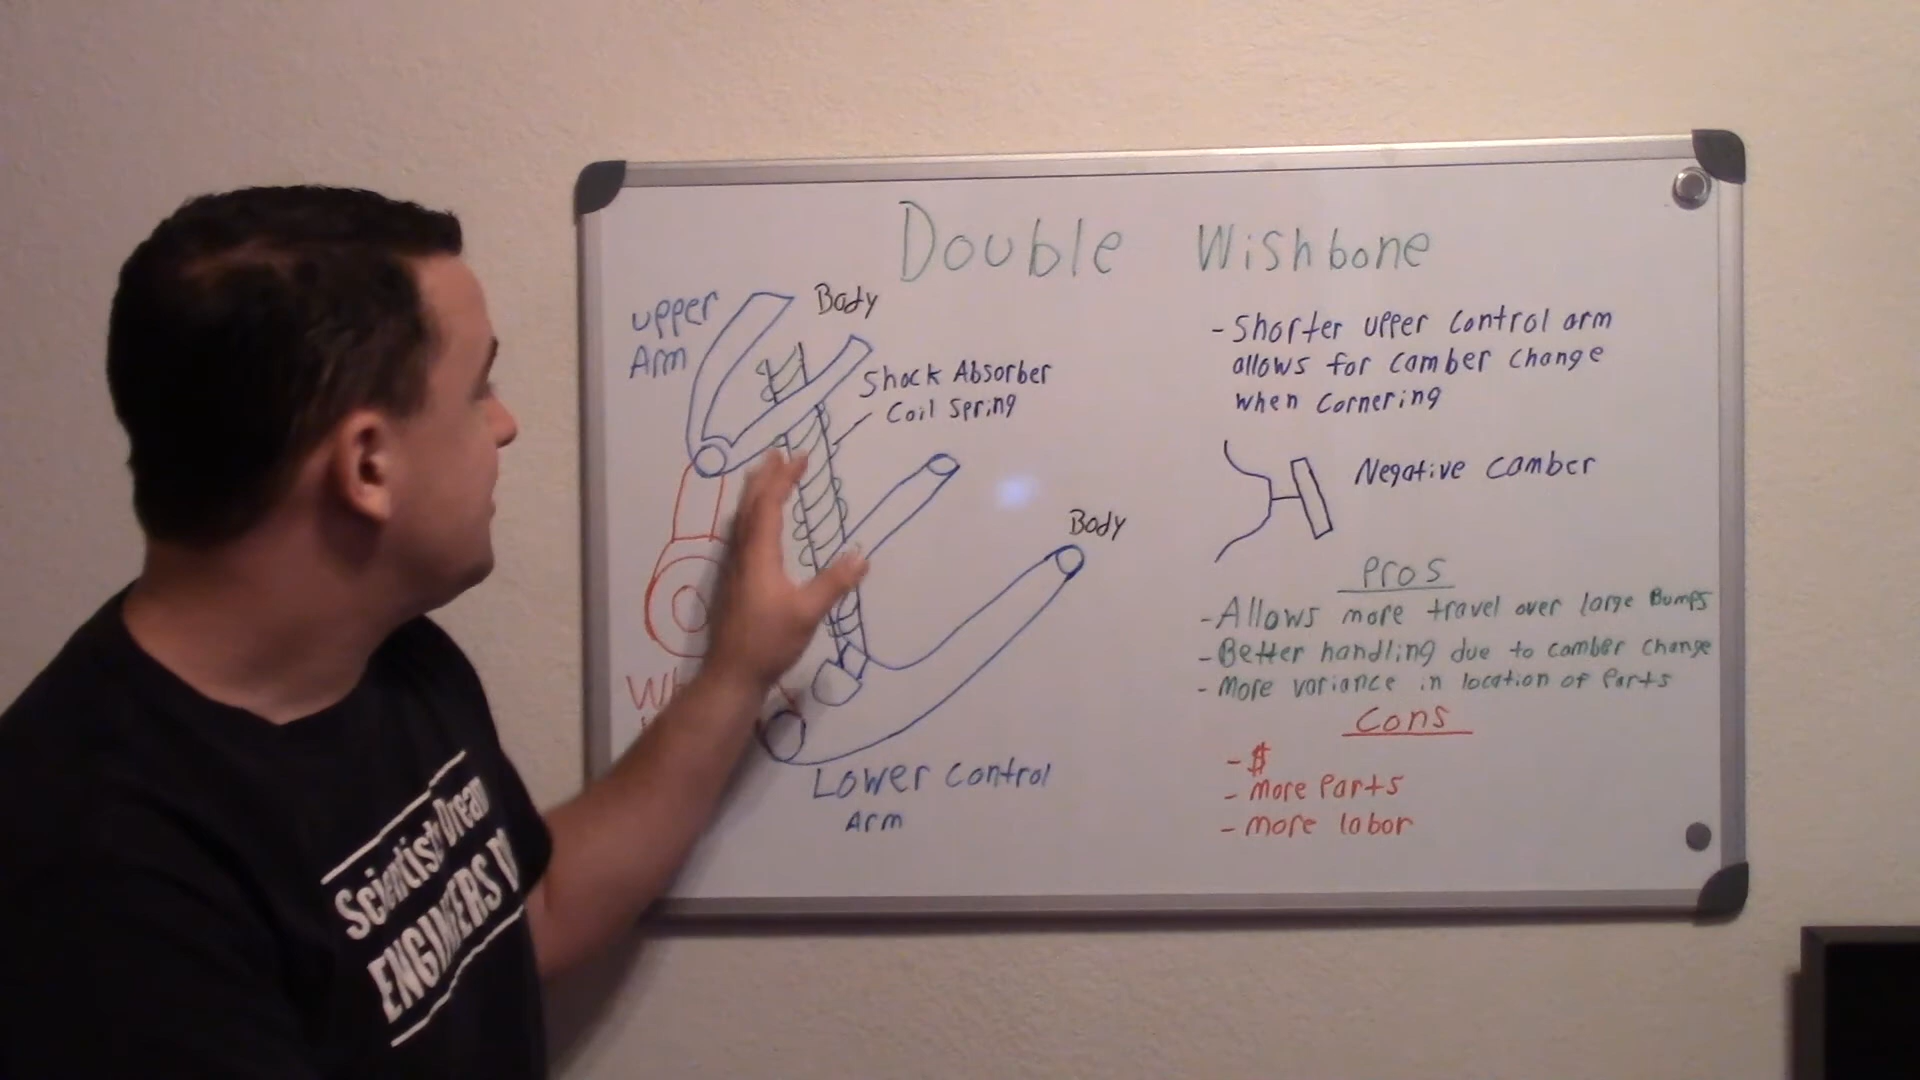 Double Wishbone
upper
Arm
Body
Shock Absorber
Coil Spring
Body
Lower Control
Arm
- Shorter upper control arm
allows for camber change
when cornering
Negative camber
Pros
- Allows more travel over large Bumps
- Better handling due to camber change
- More variance in location of Parts
Cons
- $
- more Parts
- more labor
Scientists Dream
ENGINEERS